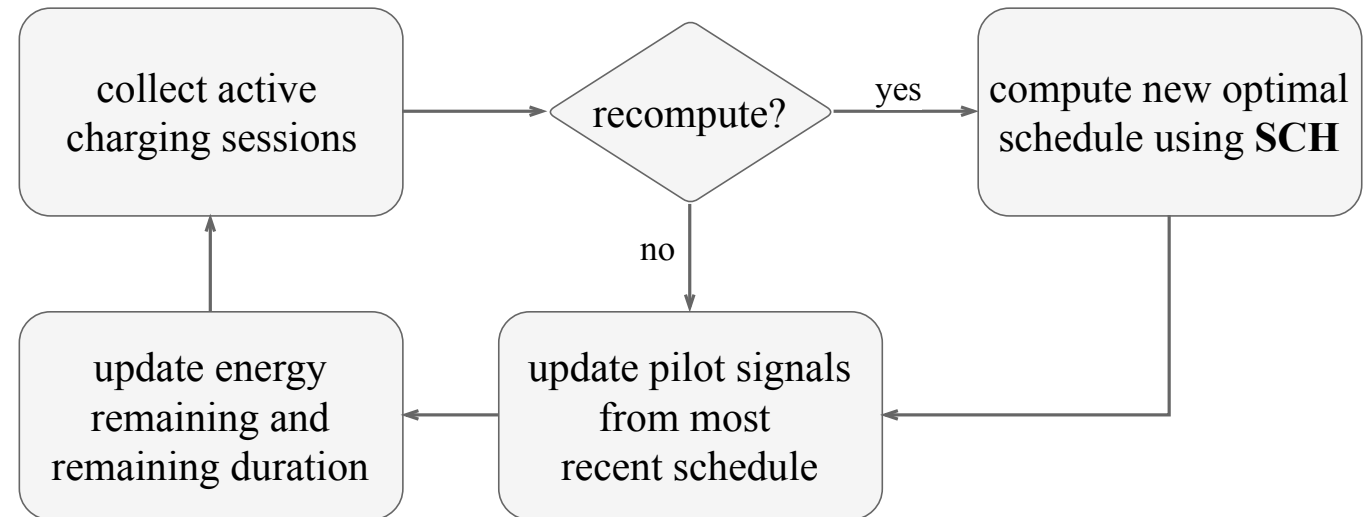 collect active
charging sessions
recompute?
yes
compute new optimal
schedule using SCH
no
update energy
remaining and
remaining duration
update pilot signals
from most
recent schedule